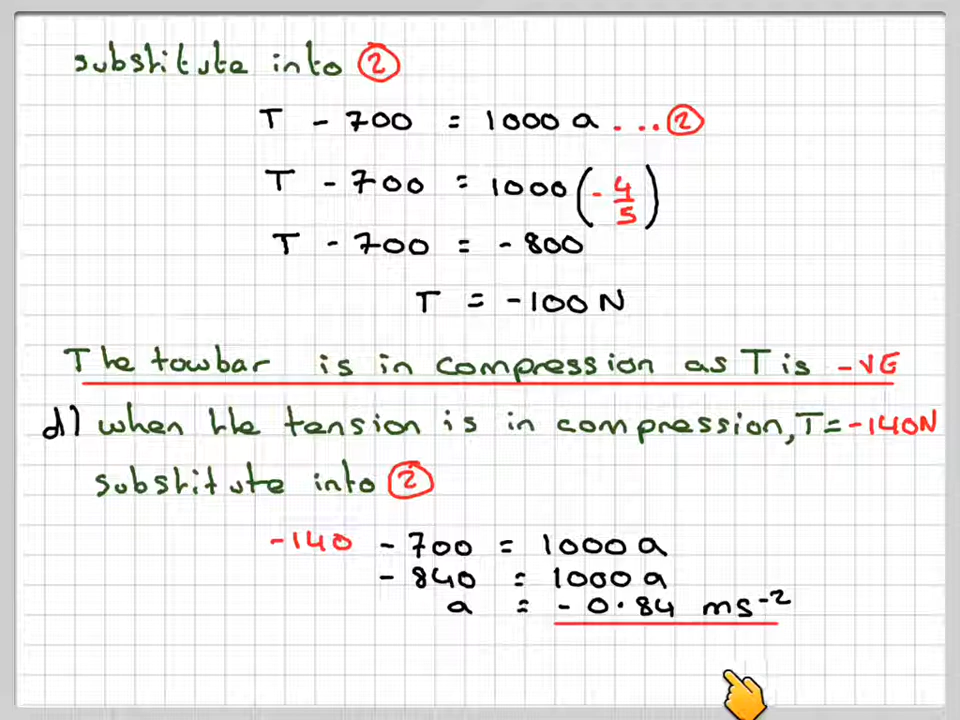 substitute into ②
T - 700 = 1000 a ... ②
T - 700 = 1000 (- 4/5)
T - 700 = - 800
T = -100 N
The towbar is in compression as T is -VE
d) when the tension is in compression, T = -140N
substitute into ②
-140 - 700 = 1000 a
- 840 = 1000 a
a = - 0.84 ms⁻²